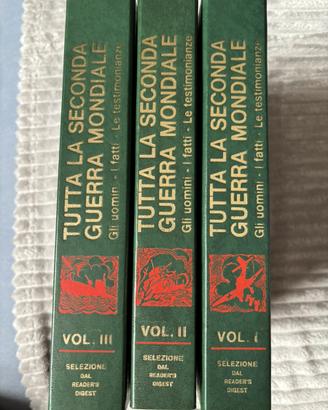 TUTTA LA SECONDA
GUERRA MONDIALE
Gli uomini - I fatti - Le testimonianze
VOL. III
SELEZIONE
DAL
READER'S
DIGEST
TUTTA LA SECONDA
GUERRA MONDIALE
Gli uomini - I fatti - Le testimonianze
VOL. II
SELEZIONE
DAL
READER'S
DIGEST
TUTTA LA SECONDA
GUERRA MONDIALE
Gli uomini - I fatti - Le testimonianze
VOL. I
SELEZIONE
DAL
READER'S
DIGEST